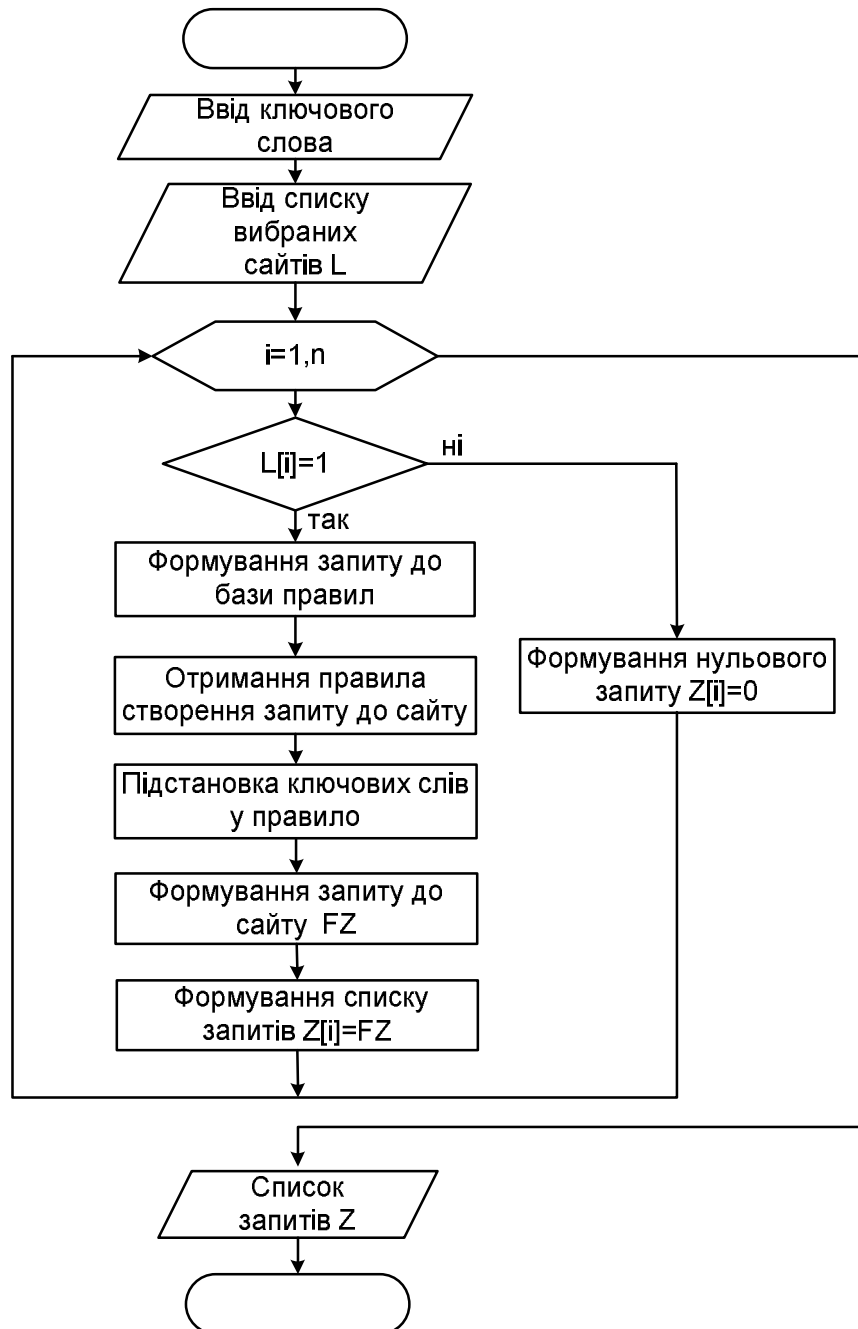 Ввід ключового
слова
Ввід списку
вибраних
сайтів L
i=1,n
L[i]=1
ні
так
Формування запиту до
бази правил
Отримання правила
створення запиту до сайту
Формування нульового
запиту Z[i]=0
Підстановка ключових слів
у правило
Формування запиту до
сайту FZ
Формування списку
запитів Z[i]=FZ
Список
запитів Z